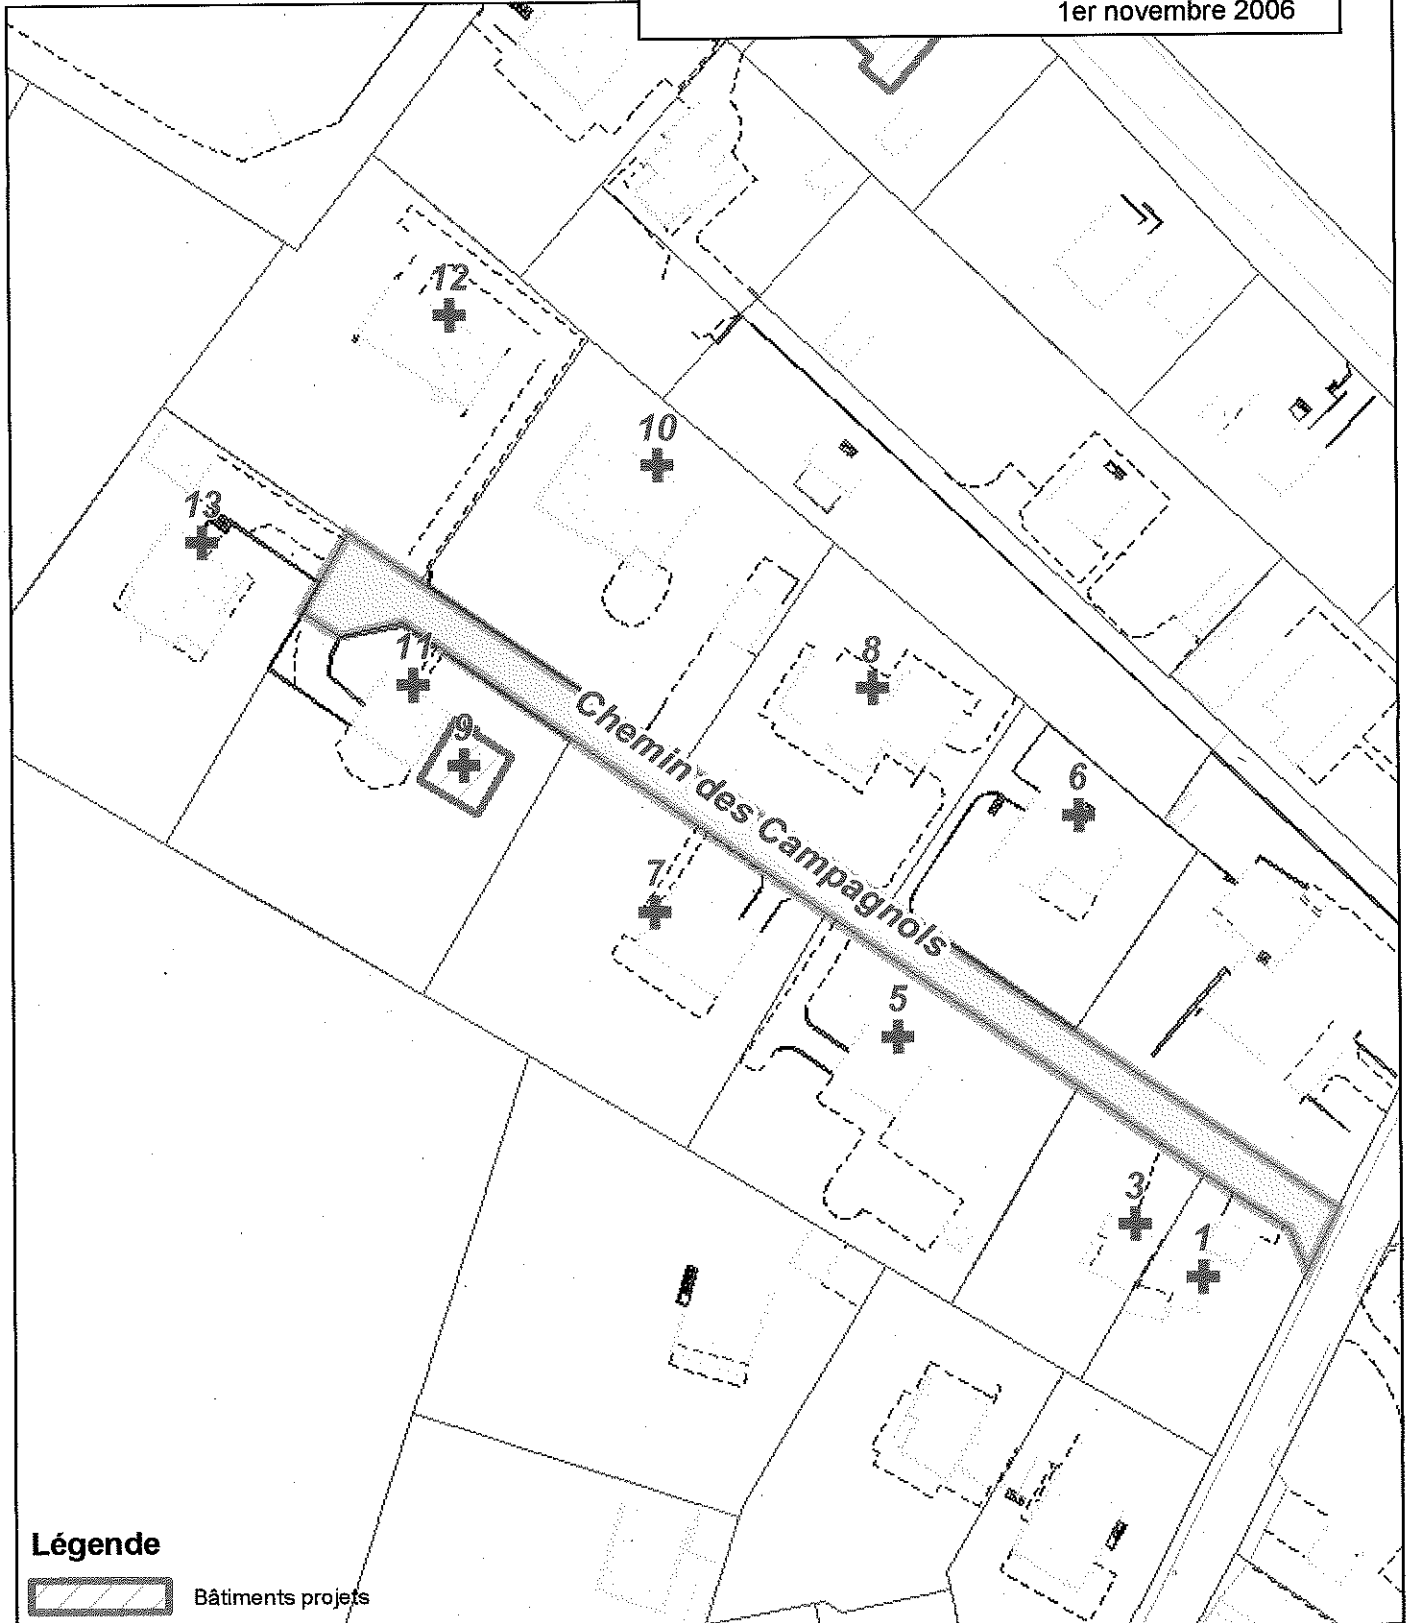 1er novembre 2006
12
10
13
8
11
9
6
Chemin des Campagnols
7
5
3
1
Légende
Bâtiments projets